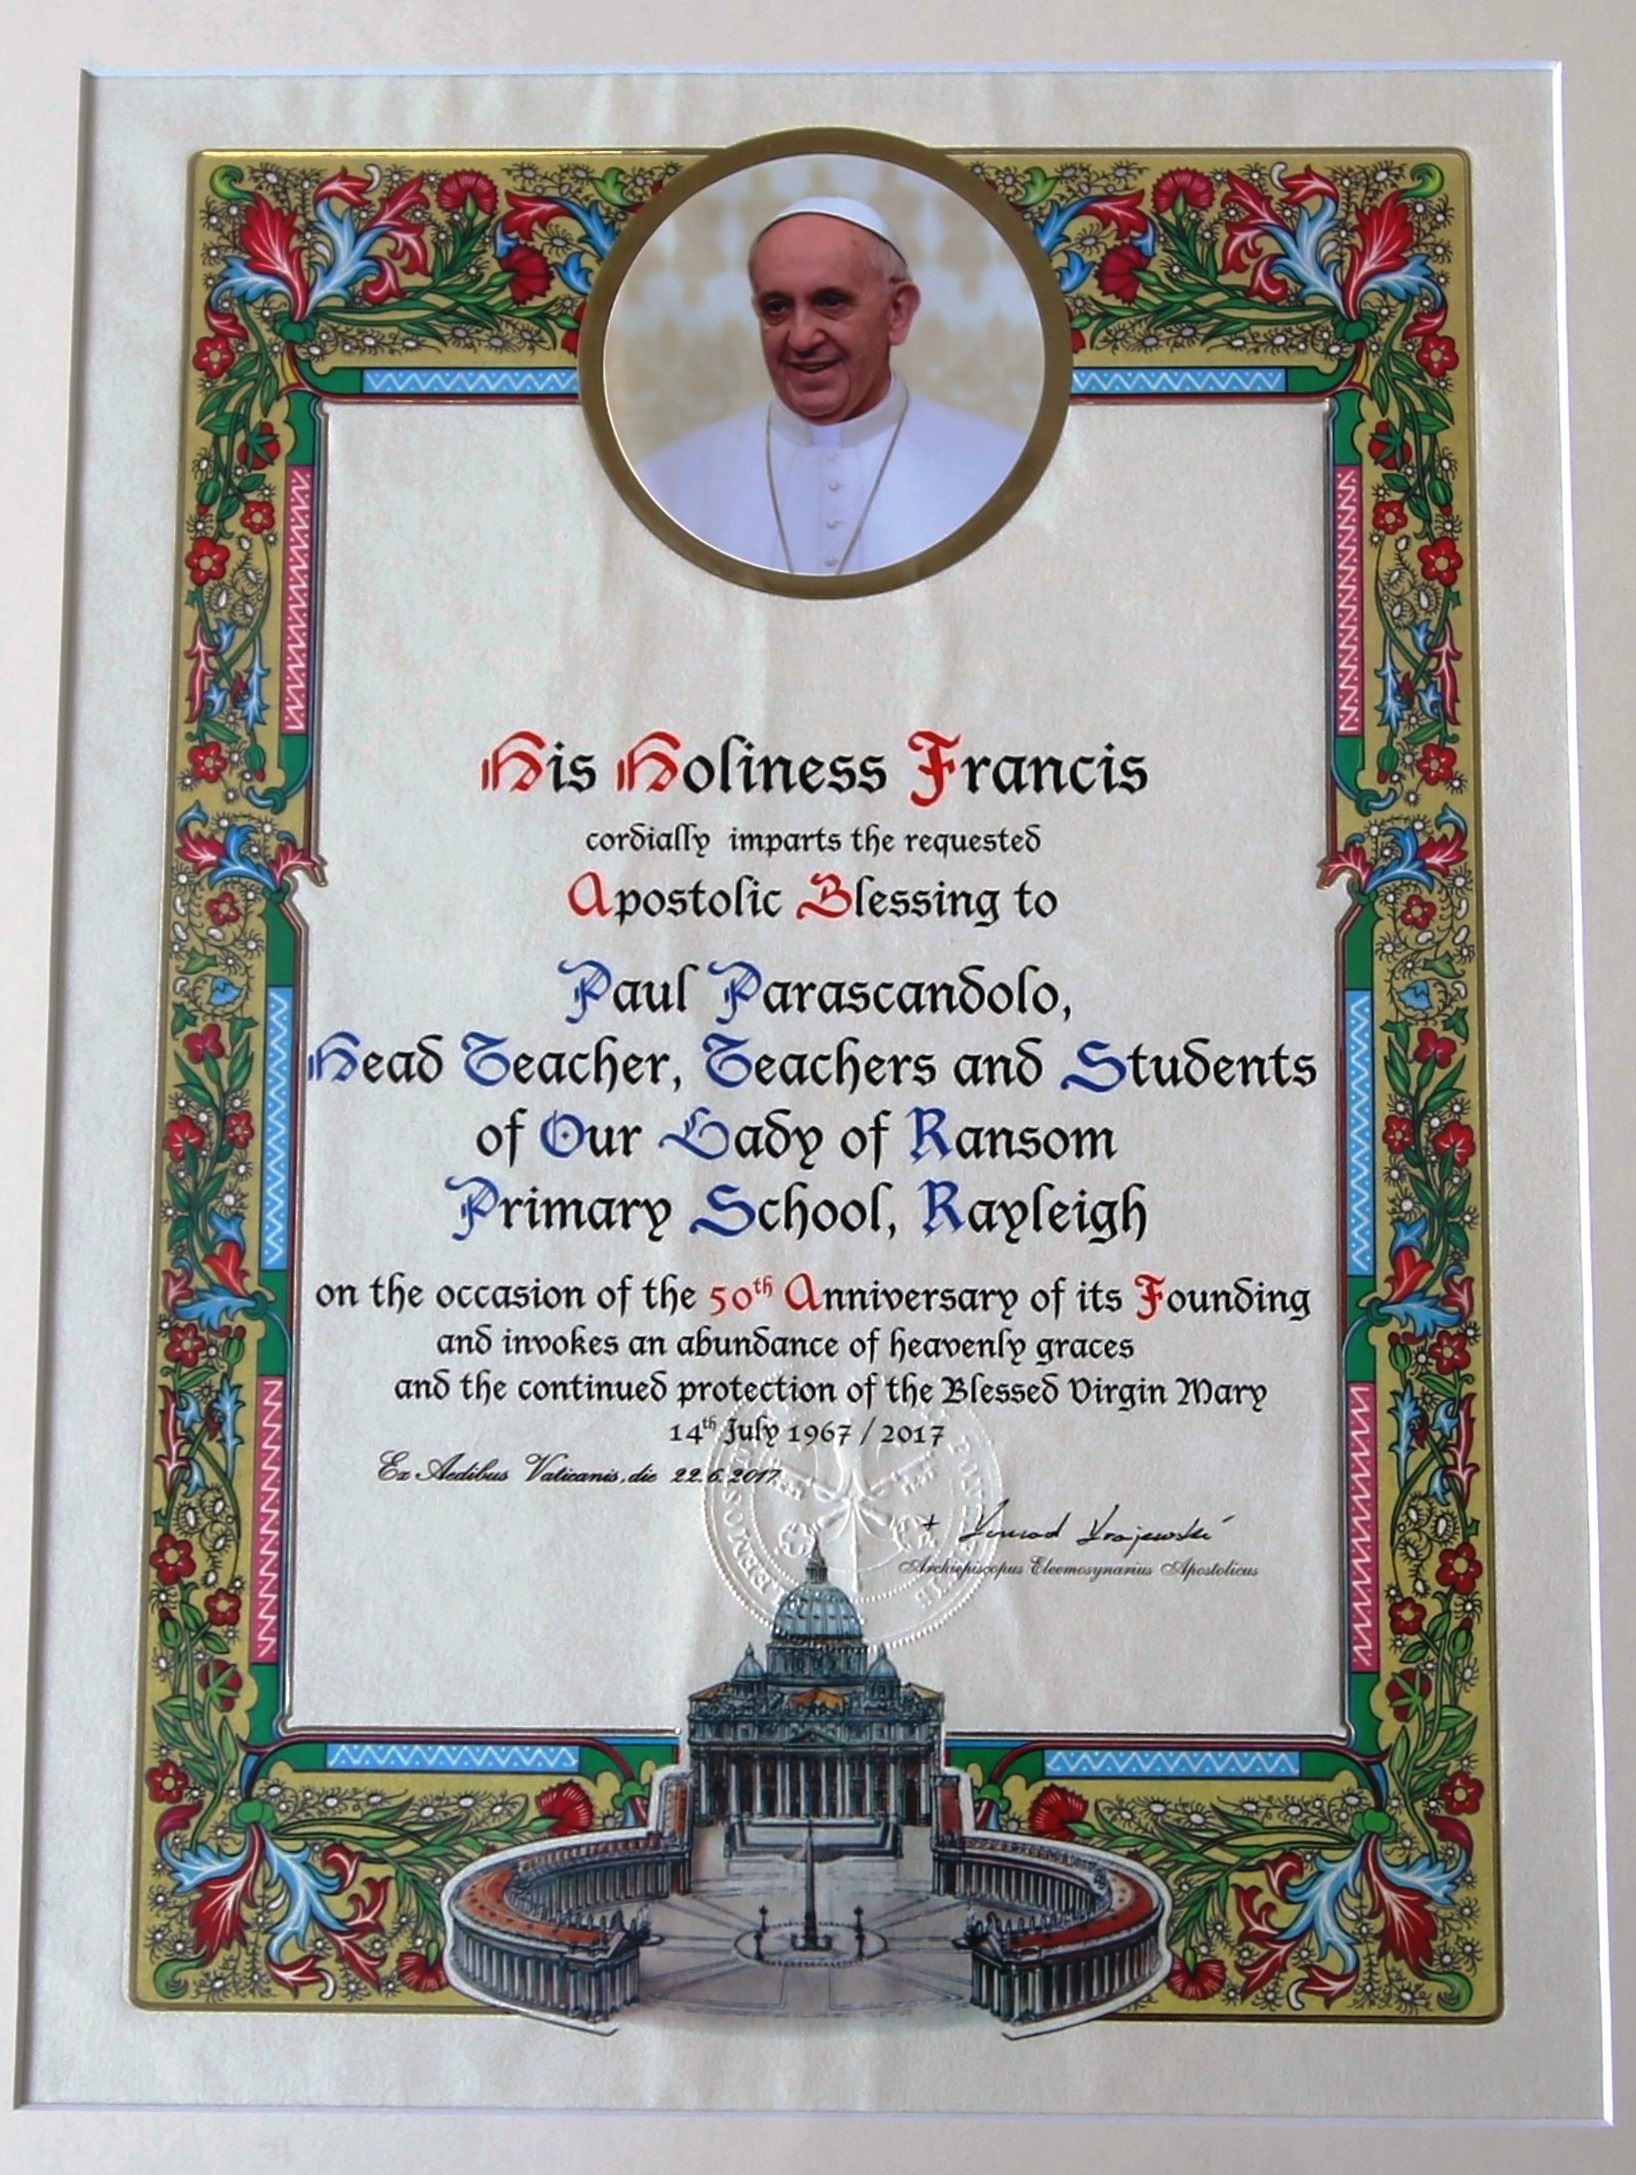 His Holiness Francis
cordially imparts the requested
Apostolic Blessing to
Paul Parascandolo,
Head Teacher, Teachers and Students
of Our Lady of Ransom
Primary School, Rayleigh
on the occasion of the 50th Anniversary of its Founding
and invokes an abundance of heavenly graces
and the continued protection of the Blessed Virgin Mary
14th July 1967 / 2017
Ex Aedibus Vaticanis, die 22.6.2017
+ Konrad Krajewski
Archiepiscopus Eleemosynarius Apostolicus